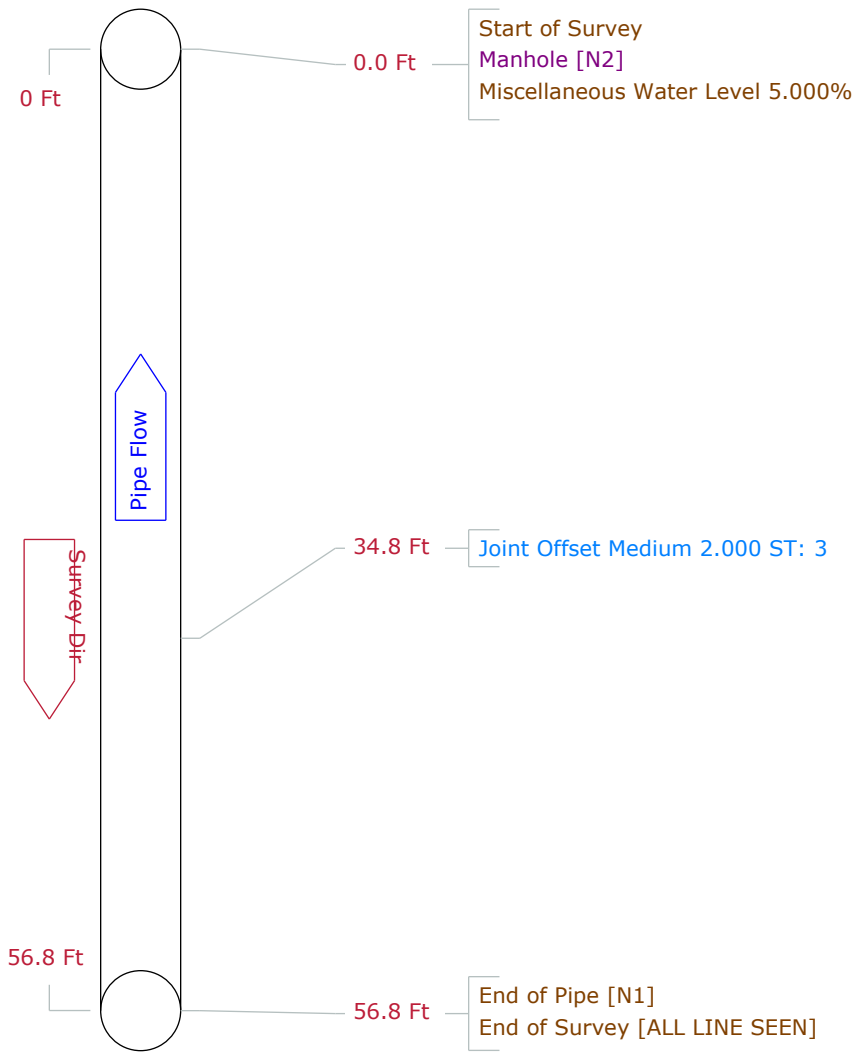 Start of Survey
0.0 Ft
Manhole [N2]
0 Ft
Miscellaneous Water Level 5.000%
Pipe Flow
Survey Dir
34.8 Ft
Joint Offset Medium 2.000 ST: 3
56.8 Ft
End of Pipe [N1]
56.8 Ft
End of Survey [ALL LINE SEEN]